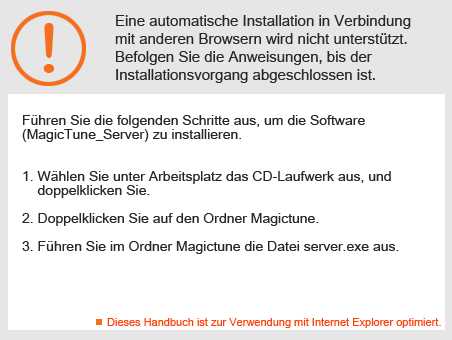 Eine automatische Installation in Verbindung
mit anderen Browsern wird nicht unterstützt.
Befolgen Sie die Anweisungen, bis der
Installationsvorgang abgeschlossen ist.
Führen Sie die folgenden Schritte aus, um die Software
(MagicTune_Server) zu installieren.
1. Wählen Sie unter Arbeitsplatz das CD-Laufwerk aus, und
doppelklicken Sie.
2. Doppelklicken Sie auf den Ordner Magictune.
3. Führen Sie im Ordner Magictune die Datei server.exe aus.
Dieses Handbuch ist zur Verwendung mit Internet Explorer optimiert.